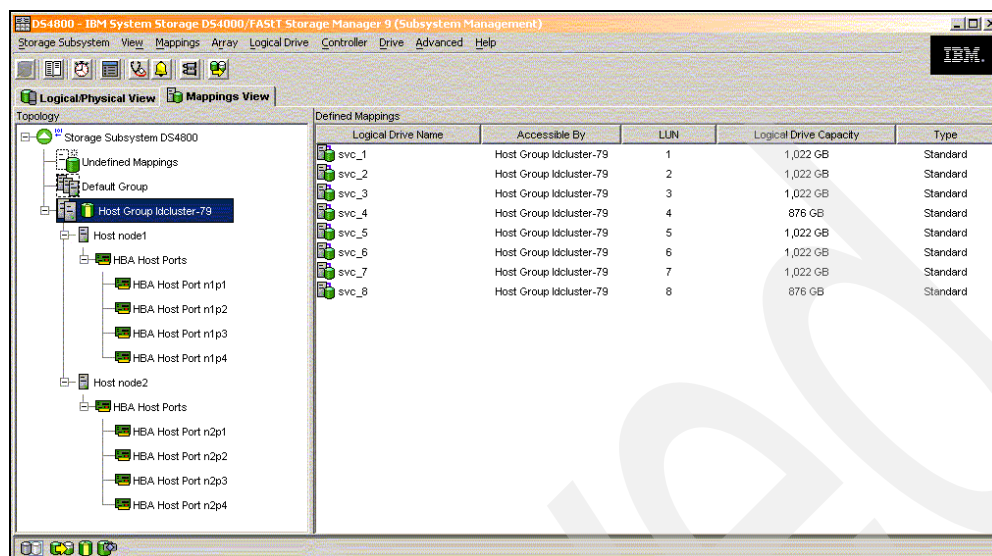 DS4800 - IBM System Storage DS4000/FAStT Storage Manager 9 (Subsystem Management)
Storage Subsystem View Mappings Array Logical Drive Controller Drive Advanced Help
IBM.
Logical/Physical View Mappings View
Topology
Storage Subsystem DS4800
Undefined Mappings
Default Group
Host Group ldcluster-79
Host node1
HBA Host Ports
HBA Host Port n1p1
HBA Host Port n1p2
HBA Host Port n1p3
HBA Host Port n1p4
Host node2
HBA Host Ports
HBA Host Port n2p1
HBA Host Port n2p2
HBA Host Port n2p3
HBA Host Port n2p4
Defined Mappings
Logical Drive Name Accessible By LUN Logical Drive Capacity Type
svc_1 Host Group ldcluster-79 1 1,022 GB Standard
svc_2 Host Group ldcluster-79 2 1,022 GB Standard
svc_3 Host Group ldcluster-79 3 1,022 GB Standard
svc_4 Host Group ldcluster-79 4 876 GB Standard
svc_5 Host Group ldcluster-79 5 1,022 GB Standard
svc_6 Host Group ldcluster-79 6 1,022 GB Standard
svc_7 Host Group ldcluster-79 7 1,022 GB Standard
svc_8 Host Group ldcluster-79 8 876 GB Standard